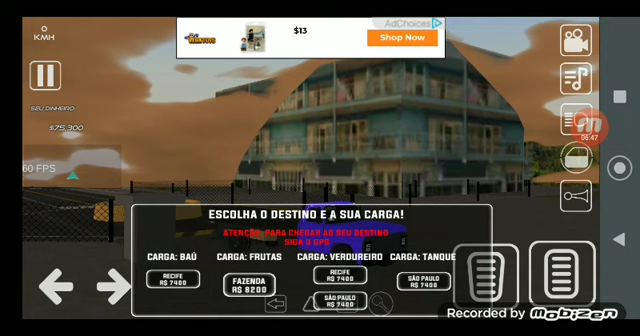 0
KMH
$13
AdChoices
Shop Now
SEU DINHEIRO
$75,300
60 FPS
06:47
ESCOLHA O DESTINO E A SUA CARGA!
ATENÇÃO: PARA CHEGAR AO SEU DESTINO
SIGA O GPS
CARGA: BAÚ CARGA: FRUTAS CARGA: VERDUREIRO CARGA: TANQUE
RECIFE
R$ 7400
FAZENDA
R$ 8200
RECIFE
R$ 7400
SÃO PAULO
R$ 7400
SÃO PAULO
R$ 7400
Recorded by Mobizen